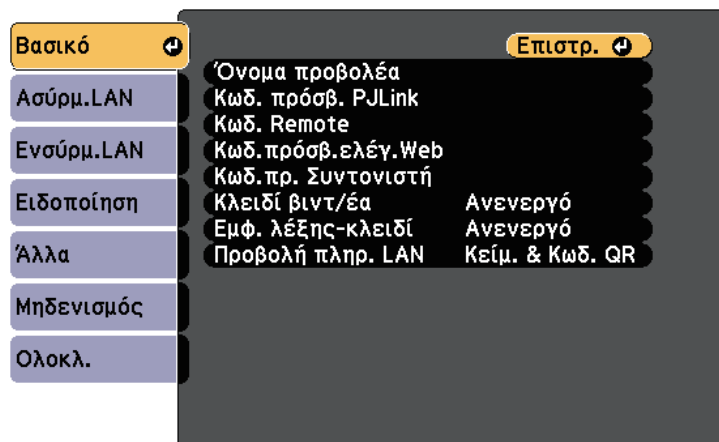 Βασικό
Ασύρμ.LAN
Ενσύρμ.LAN
Ειδοποίηση
Άλλα
Μηδενισμός
Ολοκλ.
Επιστρ.
Όνομα προβολέα
Κωδ. πρόσβ. PJLink
Κωδ. Remote
Κωδ.πρόσβ.ελέγ.Web
Κωδ.πρ. Συντονιστή
Κλειδί βιντ/έα Ανενεργό
Εμφ. λέξης-κλειδί Ανενεργό
Προβολή πληρ. LAN Κείμ. & Κωδ. QR